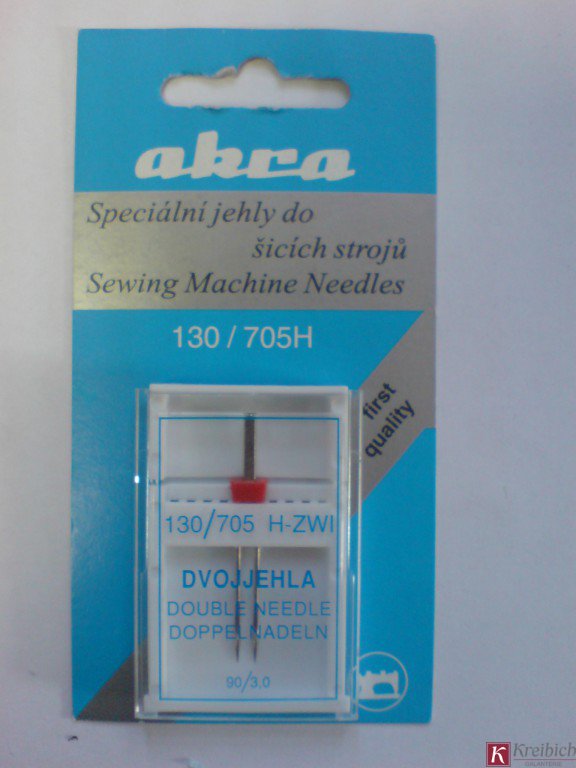 akra
Speciální jehly do
šicích strojů
Sewing Machine Needles
130 / 705H
first
quality
130/705 H-ZWI
DVOJJEHLA
DOUBLE NEEDLE
DOPPELNADELN
90/3.0
K Kreibich
GALANTERIE